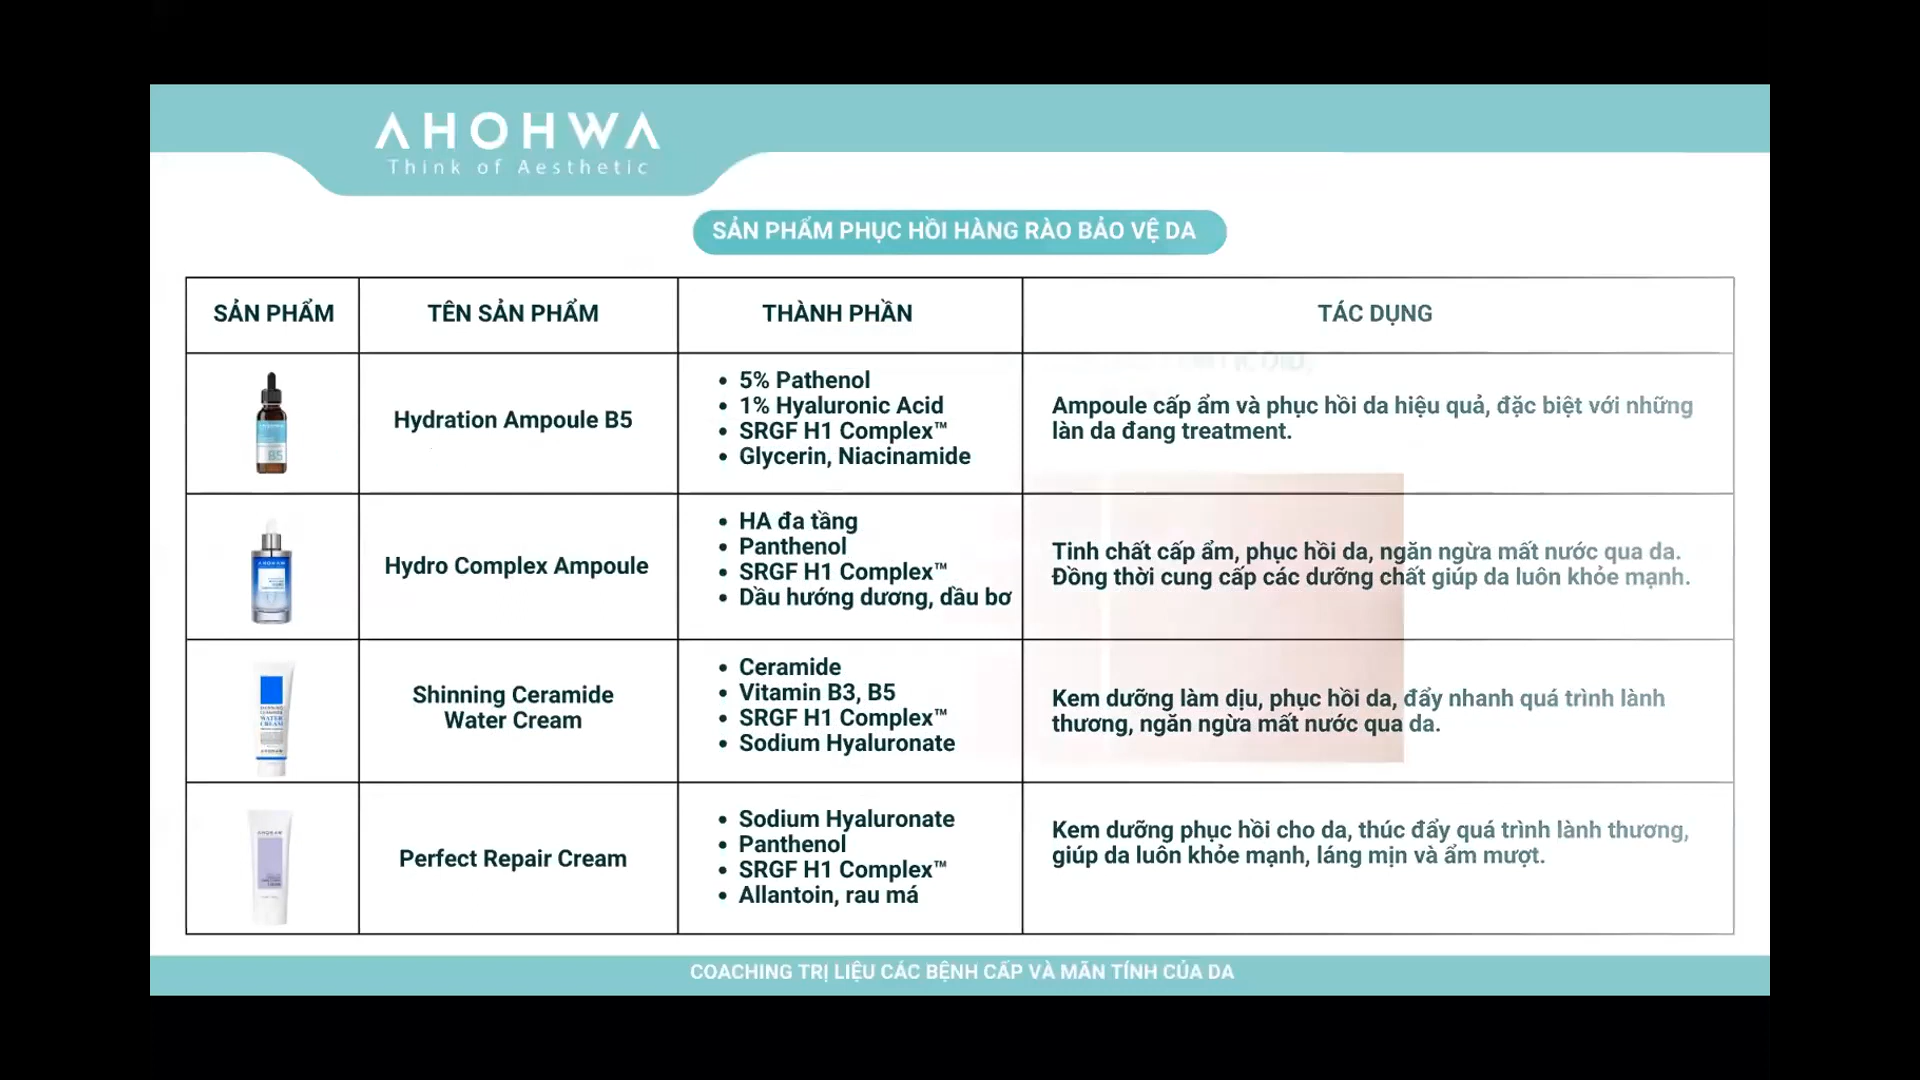 AHOHWA
Think of Aesthetic
SẢN PHẨM PHỤC HỒI HÀNG RÀO BẢO VỆ DA
SẢN PHẨM
TÊN SẢN PHẨM
THÀNH PHẦN
TÁC DỤNG
Hydration Ampoule B5
• 5% Pathenol
• 1% Hyaluronic Acid
• SRGF H1 Complex™
• Glycerin, Niacinamide
Ampoule cấp ẩm và phục hồi da hiệu quả, đặc biệt với những
làn da đang treatment.
Hydro Complex Ampoule
• HA đa tầng
• Panthenol
• SRGF H1 Complex™
• Dầu hướng dương, dầu bơ
Tinh chất cấp ẩm, phục hồi da, ngăn ngừa mất nước qua da.
Đồng thời cung cấp các dưỡng chất giúp da luôn khỏe mạnh.
Shinning Ceramide
Water Cream
• Ceramide
• Vitamin B3, B5
• SRGF H1 Complex™
• Sodium Hyaluronate
Kem dưỡng làm dịu, phục hồi da, đẩy nhanh quá trình lành
thương, ngăn ngừa mất nước qua da.
Perfect Repair Cream
• Sodium Hyaluronate
• Panthenol
• SRGF H1 Complex™
• Allantoin, rau má
Kem dưỡng phục hồi cho da, thúc đẩy quá trình lành thương,
giúp da luôn khỏe mạnh, láng mịn và ẩm mượt.
COACHING TRỊ LIỆU CÁC BỆNH CẤP VÀ MÃN TÍNH CỦA DA